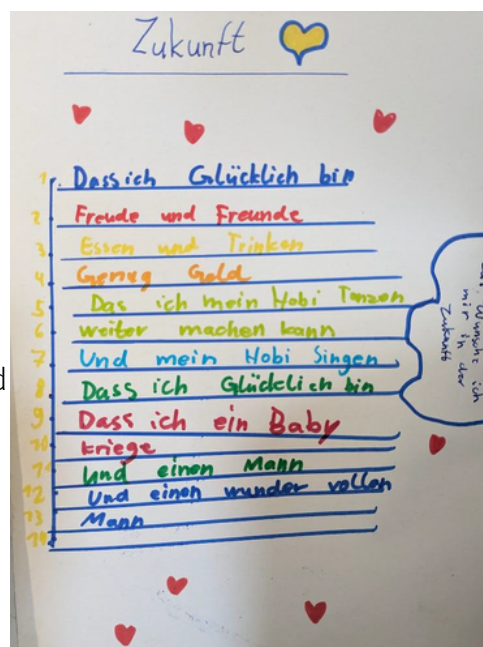 Zukunft
1. Dass ich Glücklich bin
2 Freude und Freunde
3 Essen und Trinken
4 Genug Geld
5 Das ich mein Hobi Tanzen
6 weiter machen kann
7 Und mein Hobi Singen
8 Dass ich Glücklich bin
9 Dass ich ein Baby
10 kriege
11 Und einen Mann
12 Und einen wunder vollen
13 Mann
14
wünsche ich
mir in der
Zukunft
d